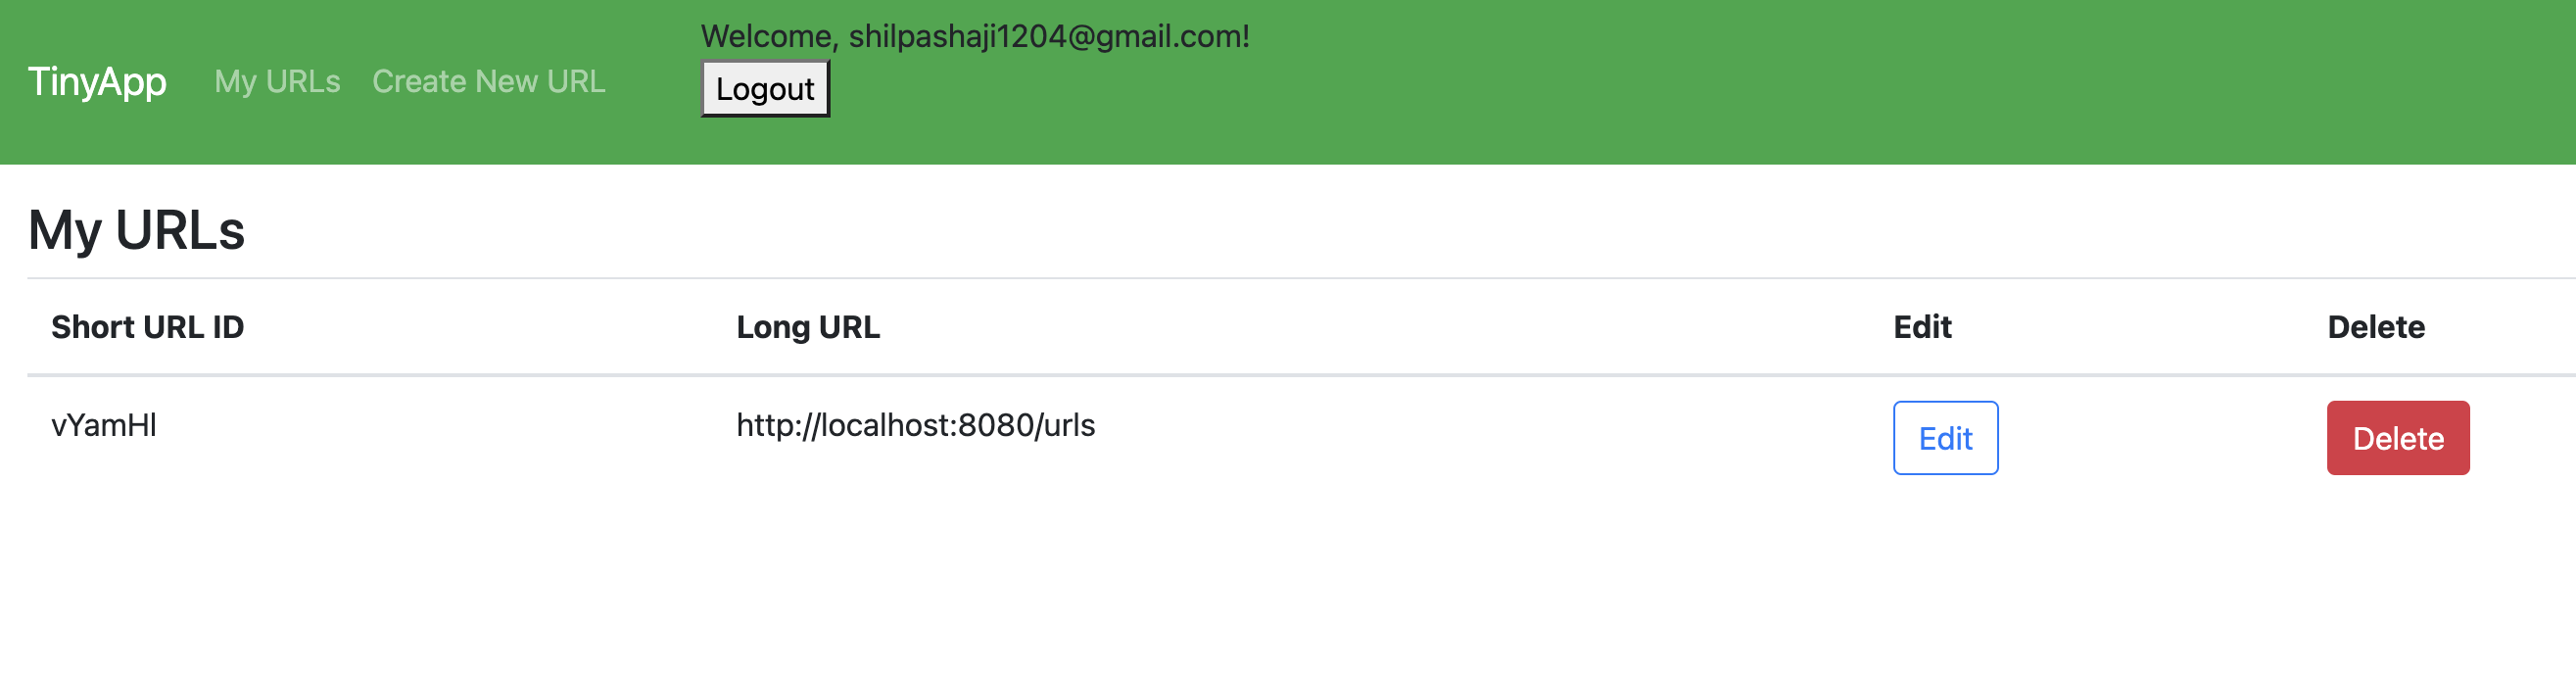 Welcome, shilpashaji1204@gmail.com!
TinyApp My URLs Create New URL
Logout
My URLs
Short URL ID Long URL Edit Delete
vYamHl http://localhost:8080/urls Edit Delete